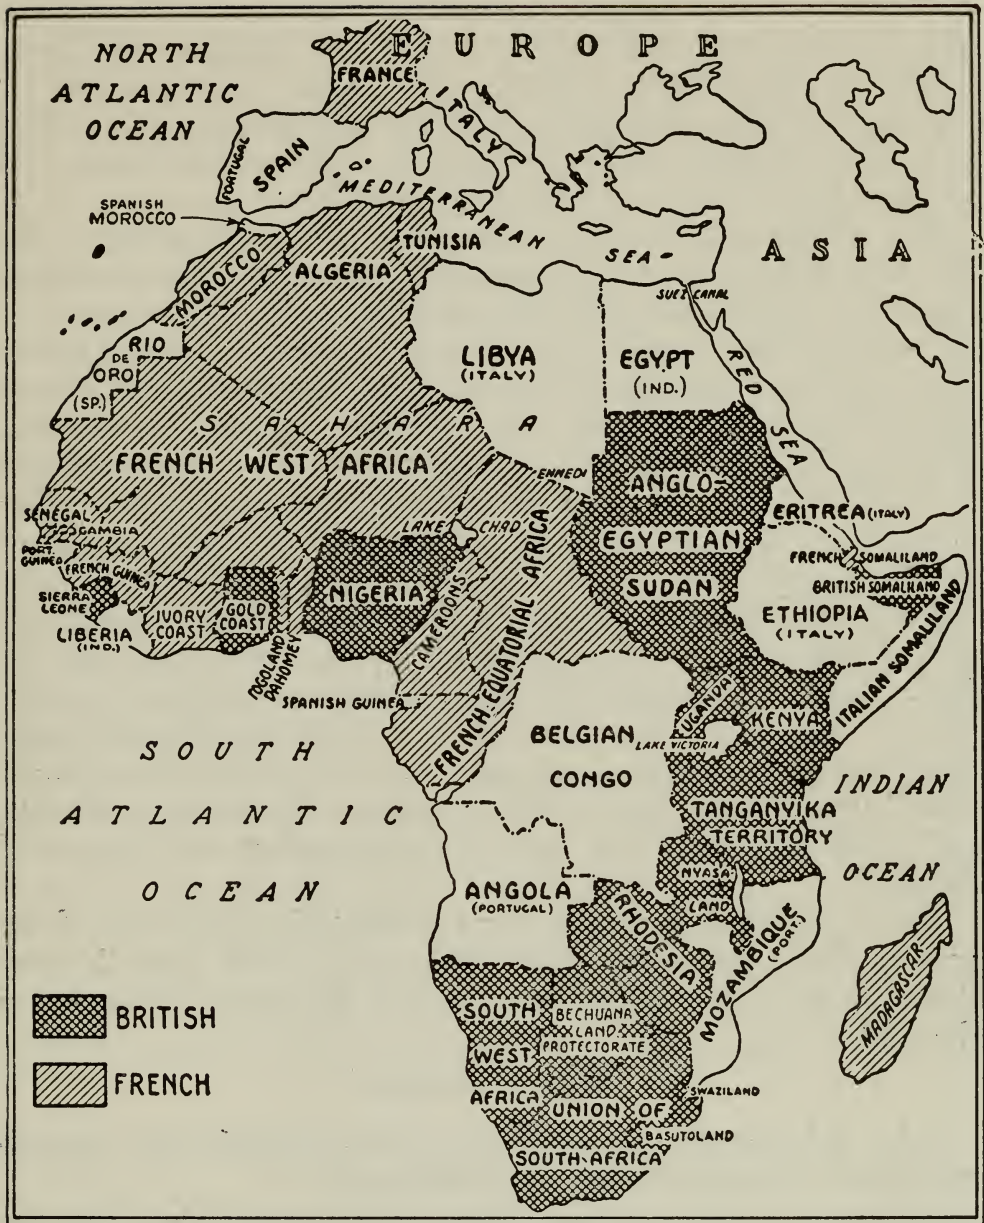 NORTH
ATLANTIC
OCEAN
EUROPE
FRANCE
ITALY
PORTUGAL
SPAIN
MEDITERRANEAN
SEA
ASIA
SPANISH
MOROCCO
MOROCCO
ALGERIA
TUNISIA
SUEZ CANAL
RED SEA
RIO
DE
ORO
(SP.)
LIBYA
(ITALY)
EGYPT
(IND.)
SAHARA
FRENCH WEST AFRICA
ENMEDI
ANGLO-
EGYPTIAN
SUDAN
ERITREA (ITALY)
SENEGAL
GAMBIA
PORT.
GUINEA
FRENCH GUINEA
SIERRA
LEONE
LIBERIA
(IND.)
IVORY
COAST
GOLD
COAST
TOGOLAND
DAHOMEY
LAKE CHAD
NIGERIA
CAMEROONS
FRENCH EQUATORIAL AFRICA
SPANISH GUINEA
FRENCH SOMALILAND
BRITISH SOMALILAND
ETHIOPIA
(ITALY)
ITALIAN SOMALILAND
UGANDA
KENYA
LAKE VICTORIA
BELGIAN
CONGO
SOUTH
ATLANTIC
OCEAN
INDIAN
OCEAN
TANGANYIKA
TERRITORY
NYASA
LAND
ANGOLA
(PORTUGAL)
RHODESIA
MOZAMBIQUE
(PORT.)
MADAGASCAR
SOUTH
WEST
AFRICA
BECHUANA
LAND
PROTECTORATE
SWAZILAND
UNION OF
SOUTH AFRICA
BASUTOLAND
BRITISH
FRENCH